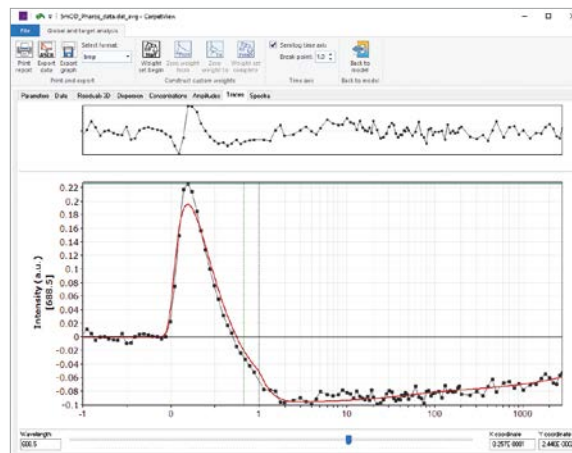 SMOD_Pharos_data.dat_avg - CarpetView
File
Global and target analysis
Print report
Export data
Export graph
Select format:
bmp
Print and export
Weight set begin
Zero weight from
Zero weight to
Weight set complete
Construct custom weights
Semilog time axis
Break point: 1.0
Time axis
Back to model
Back to model
Parameters Data Residuals 3D Dispersion Concentrations Amplitudes Traces Spectra
0.22
0.2
0.18
0.16
0.14
0.12
0.1
0.08
0.06
0.04
0.02
0
-0.02
-0.04
-0.06
-0.08
-0.1
Intensity (a.u.)
[688.5]
-1 0 1 10 100 1000
Wavelength
688.5
X coordinate
Y coordinate